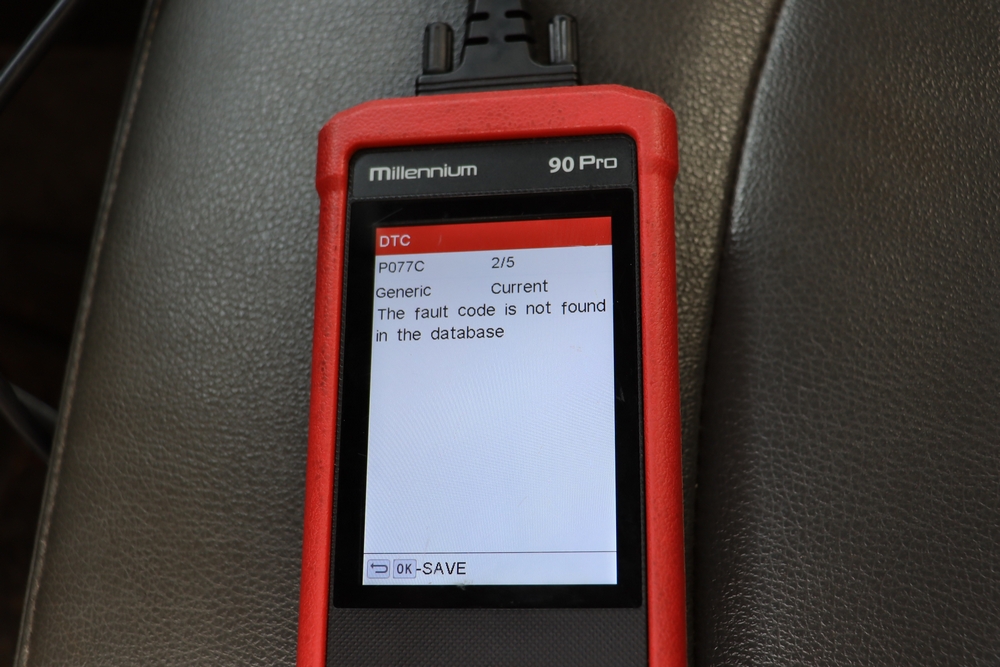 Millennium 90 Pro
DTC
P077C 2/5
Generic Current
The fault code is not found
in the database
OK -SAVE